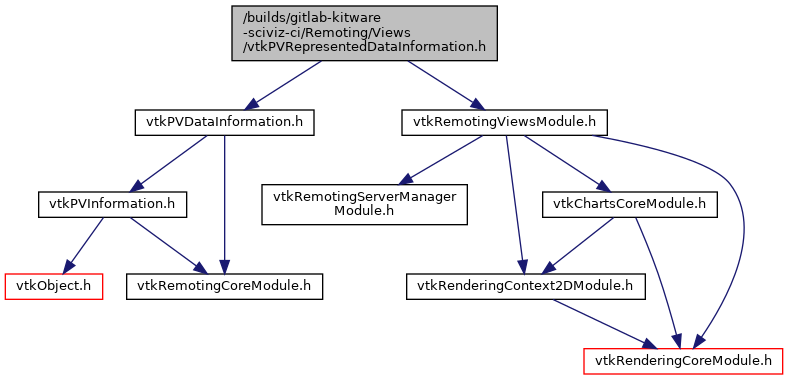 /builds/gitlab-kitware
-sciviz-ci/Remoting/Views
/vtkPVRepresentedDataInformation.h
vtkPVDataInformation.h
vtkRemotingViewsModule.h
vtkPVInformation.h
vtkRemotingServerManager
Module.h
vtkChartsCoreModule.h
vtkObject.h
vtkRemotingCoreModule.h
vtkRenderingContext2DModule.h
vtkRenderingCoreModule.h